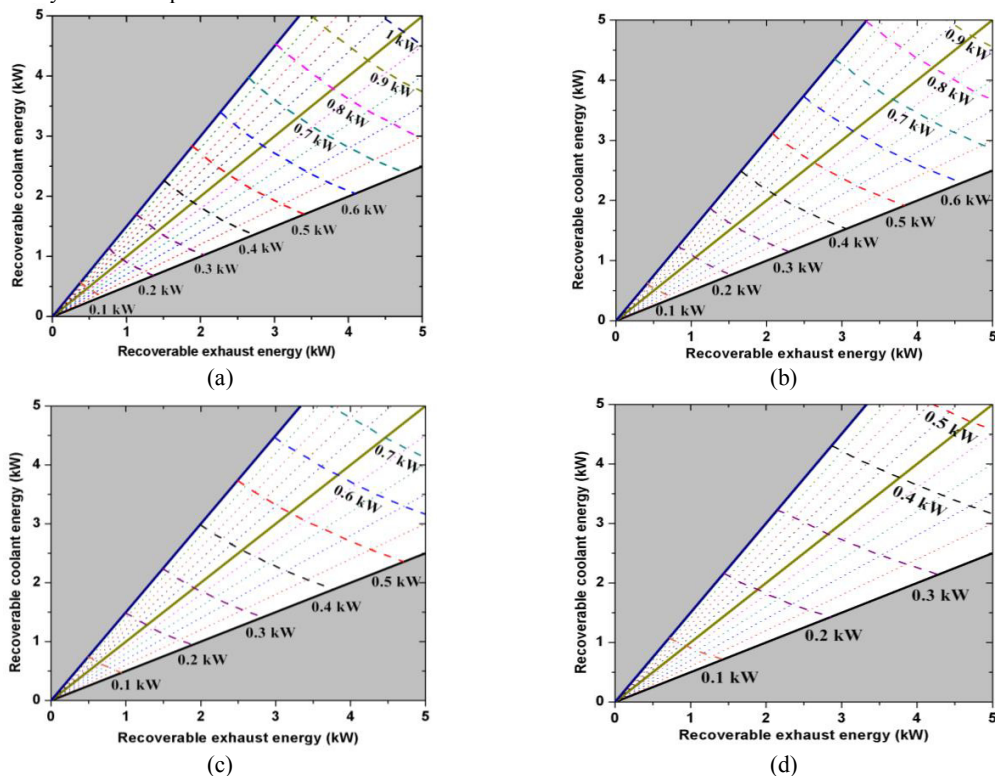 5
4
3
2
1
0
0
1
2
3
4
5
Recoverable coolant energy (kW)
Recoverable exhaust energy (kW)
1 kW
0.9 kW
0.8 kW
0.7 kW
0.6 kW
0.5 kW
0.4 kW
0.3 kW
0.2 kW
0.1 kW
(a)
5
4
3
2
1
0
0
1
2
3
4
5
Recoverable coolant energy (kW)
Recoverable exhaust energy (kW)
0.9 kW
0.8 kW
0.7 kW
0.6 kW
0.5 kW
0.4 kW
0.3 kW
0.2 kW
0.1 kW
(b)
5
4
3
2
1
0
0
1
2
3
4
5
Recoverable coolant energy (kW)
Recoverable exhaust energy (kW)
0.7 kW
0.6 kW
0.5 kW
0.4 kW
0.3 kW
0.2 kW
0.1 kW
(c)
5
4
3
2
1
0
0
1
2
3
4
5
Recoverable coolant energy (kW)
Recoverable exhaust energy (kW)
0.5 kW
0.4 kW
0.3 kW
0.2 kW
0.1 kW
(d)